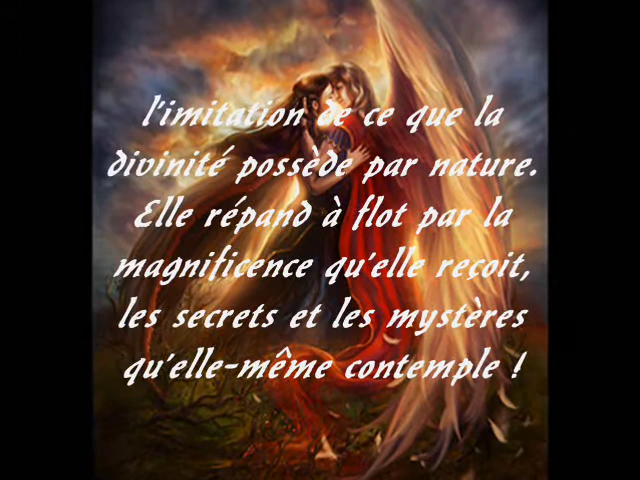 l'imitation de ce que la
divinité possède par nature.
Elle répand à flot par la
magnificence qu'elle reçoit,
les secrets et les mystères
qu'elle-même contemple !